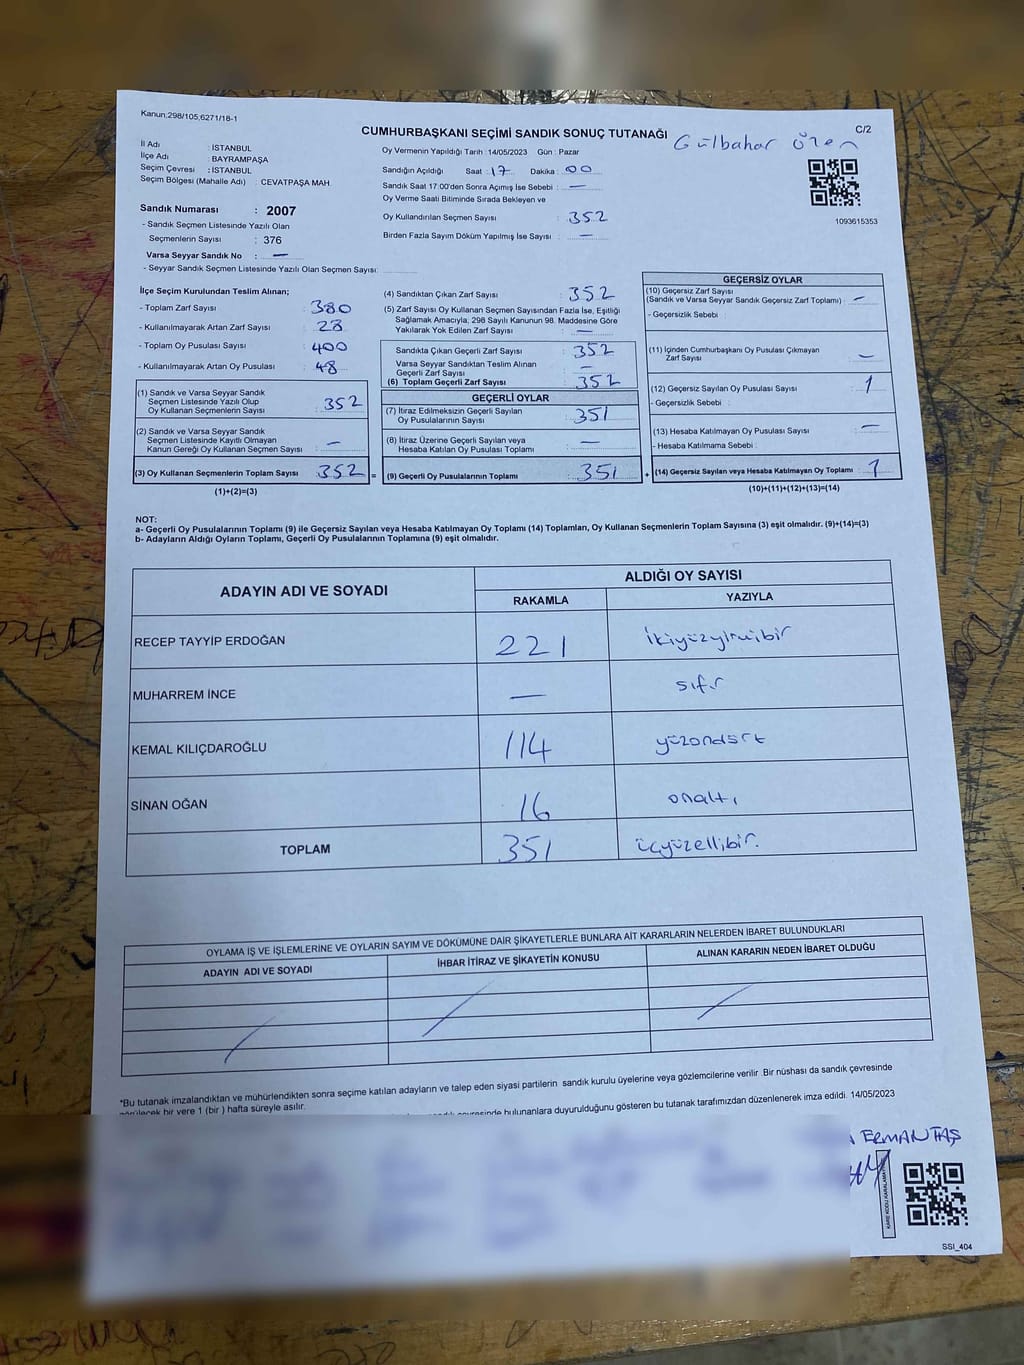 Kanun,298/105,6271/18-1
CUMHURBAŞKANI SEÇİMİ SANDIK SONUÇ TUTANAĞI
Gülbahar
C/2
İl Adı : İSTANBUL
İlçe Adı : BAYRAMPAŞA
Seçim Çevresi : İSTANBUL
Seçim Bölgesi (Mahalle Adı) : CEVATPAŞA MAH.
Sandık Numarası : 2007
- Sandık Seçmen Listesinde Yazılı Olan
Seçmenlerin Sayısı : 376
Varsa Seyyar Sandık No : —
- Seyyar Sandık Seçmen Listesinde Yazılı Olan Seçmen Sayısı:
Oy Vermenin Yapıldığı Tarih :14/05/2023 Gün : Pazar
Sandığın Açıldığı Saat : 17 Dakika : 00
Sandık Saat 17:00'den Sonra Açımış İse Sebebi : —
Oy Verme Saati Bitiminde Sırada Bekleyen ve
Oy Kullandırılan Seçmen Sayısı : 352
Birden Fazla Sayım Döküm Yapılmış İse Sayısı : —
1093615353
İlçe Seçim Kurulundan Teslim Alınan;
- Toplam Zarf Sayısı : 380
- Kullanılmayarak Artan Zarf Sayısı : 28
- Toplam Oy Pusulası Sayısı : 400
- Kullanılmayarak Artan Oy Pusulası : 48
(1) Sandık ve Varsa Seyyar Sandık
Seçmen Listesinde Yazılı Olup
Oy Kullanan Seçmenlerin Sayısı : 352
(2) Sandık ve Varsa Seyyar Sandık
Seçmen Listesinde Kayıtlı Olmayan
Kanun Gereği Oy Kullanan Seçmen Sayısı : —
(3) Oy Kullanan Seçmenlerin Toplam Sayısı : 352 =
(1)+(2)=(3)
(4) Sandıktan Çıkan Zarf Sayısı : 352
(5) Zarf Sayısı Oy Kullanan Seçmen Sayısından Fazla İse, Eşitliği
Sağlamak Amacıyla, 298 Sayılı Kanunun 98. Maddesine Göre
Yakılarak Yok Edilen Zarf Sayısı : —
Sandıkta Çıkan Geçerli Zarf Sayısı : 352
Varsa Seyyar Sandıktan Teslim Alınan
Geçerli Zarf Sayısı : —
(6) Toplam Geçerli Zarf Sayısı : 352
GEÇERLİ OYLAR
(7) İtiraz Edilmeksizin Geçerli Sayılan
Oy Pusulalarının Sayısı : 351
(8) İtiraz Üzerine Geçerli Sayılan veya
Hesaba Katılan Oy Pusulası Toplamı : —
(9) Geçerli Oy Pusulalarının Toplamı : 351 +
GEÇERSİZ OYLAR
(10) Geçersiz Zarf Sayısı
(Sandık ve Varsa Seyyar Sandık Geçersiz Zarf Toplamı) : —
- Geçersizlik Sebebi :
(11) İçinden Cumhurbaşkanı Oy Pusulası Çıkmayan
Zarf Sayısı : —
(12) Geçersiz Sayılan Oy Pusulası Sayısı : 1
- Geçersizlik Sebebi :
(13) Hesaba Katılmayan Oy Pusulası Sayısı : —
- Hesaba Katılmama Sebebi :
(14) Geçersiz Sayılan veya Hesaba Katılmayan Oy Toplamı : 1
(10)+(11)+(12)+(13)=(14)
NOT:
a- Geçerli Oy Pusulalarının Toplamı (9) ile Geçersiz Sayılan veya Hesaba Katılmayan Oy Toplamı (14) Toplamları, Oy Kullanan Seçmenlerin Toplam Sayısına (3) eşit olmalıdır. (9)+(14)=(3)
b- Adayların Aldığı Oyların Toplamı, Geçerli Oy Pusulalarının Toplamına (9) eşit olmalıdır.
ADAYIN ADI VE SOYADI
ALDIĞI OY SAYISI
RAKAMLA YAZIYLA
RECEP TAYYİP ERDOĞAN 221 ikiyüzyirmibir
MUHARREM İNCE — sıfır
KEMAL KILIÇDAROĞLU 114 yüzondört
SİNAN OĞAN 16 onaltı
TOPLAM 351 üçyüzellibir.
OYLAMA İŞ VE İŞLEMLERİNE VE OYLARIN SAYIM VE DÖKÜMÜNE DAİR ŞİKAYETLERLE BUNLARA AİT KARARLARIN NELERDEN İBARET BULUNDUKLARI
ADAYIN ADI VE SOYADI İHBAR İTİRAZ VE ŞİKAYETİN KONUSU ALINAN KARARIN NEDEN İBARET OLDUĞU
*Bu tutanak imzalandıktan ve mühürlendikten sonra seçime katılan adayların ve talep eden siyasi partilerin sandık kurulu üyelerine veya gözlemcilerine verilir .Bir nüshası da sandık çevresinde
görülecek bir yere 1 (bir ) hafta süreyle asılır.
bulunanlara duyurulduğunu gösteren bu tutanak tarafımızdan düzenlenerek imza edildi. 14/05/2023
ERMAN TAŞ
SSI_404